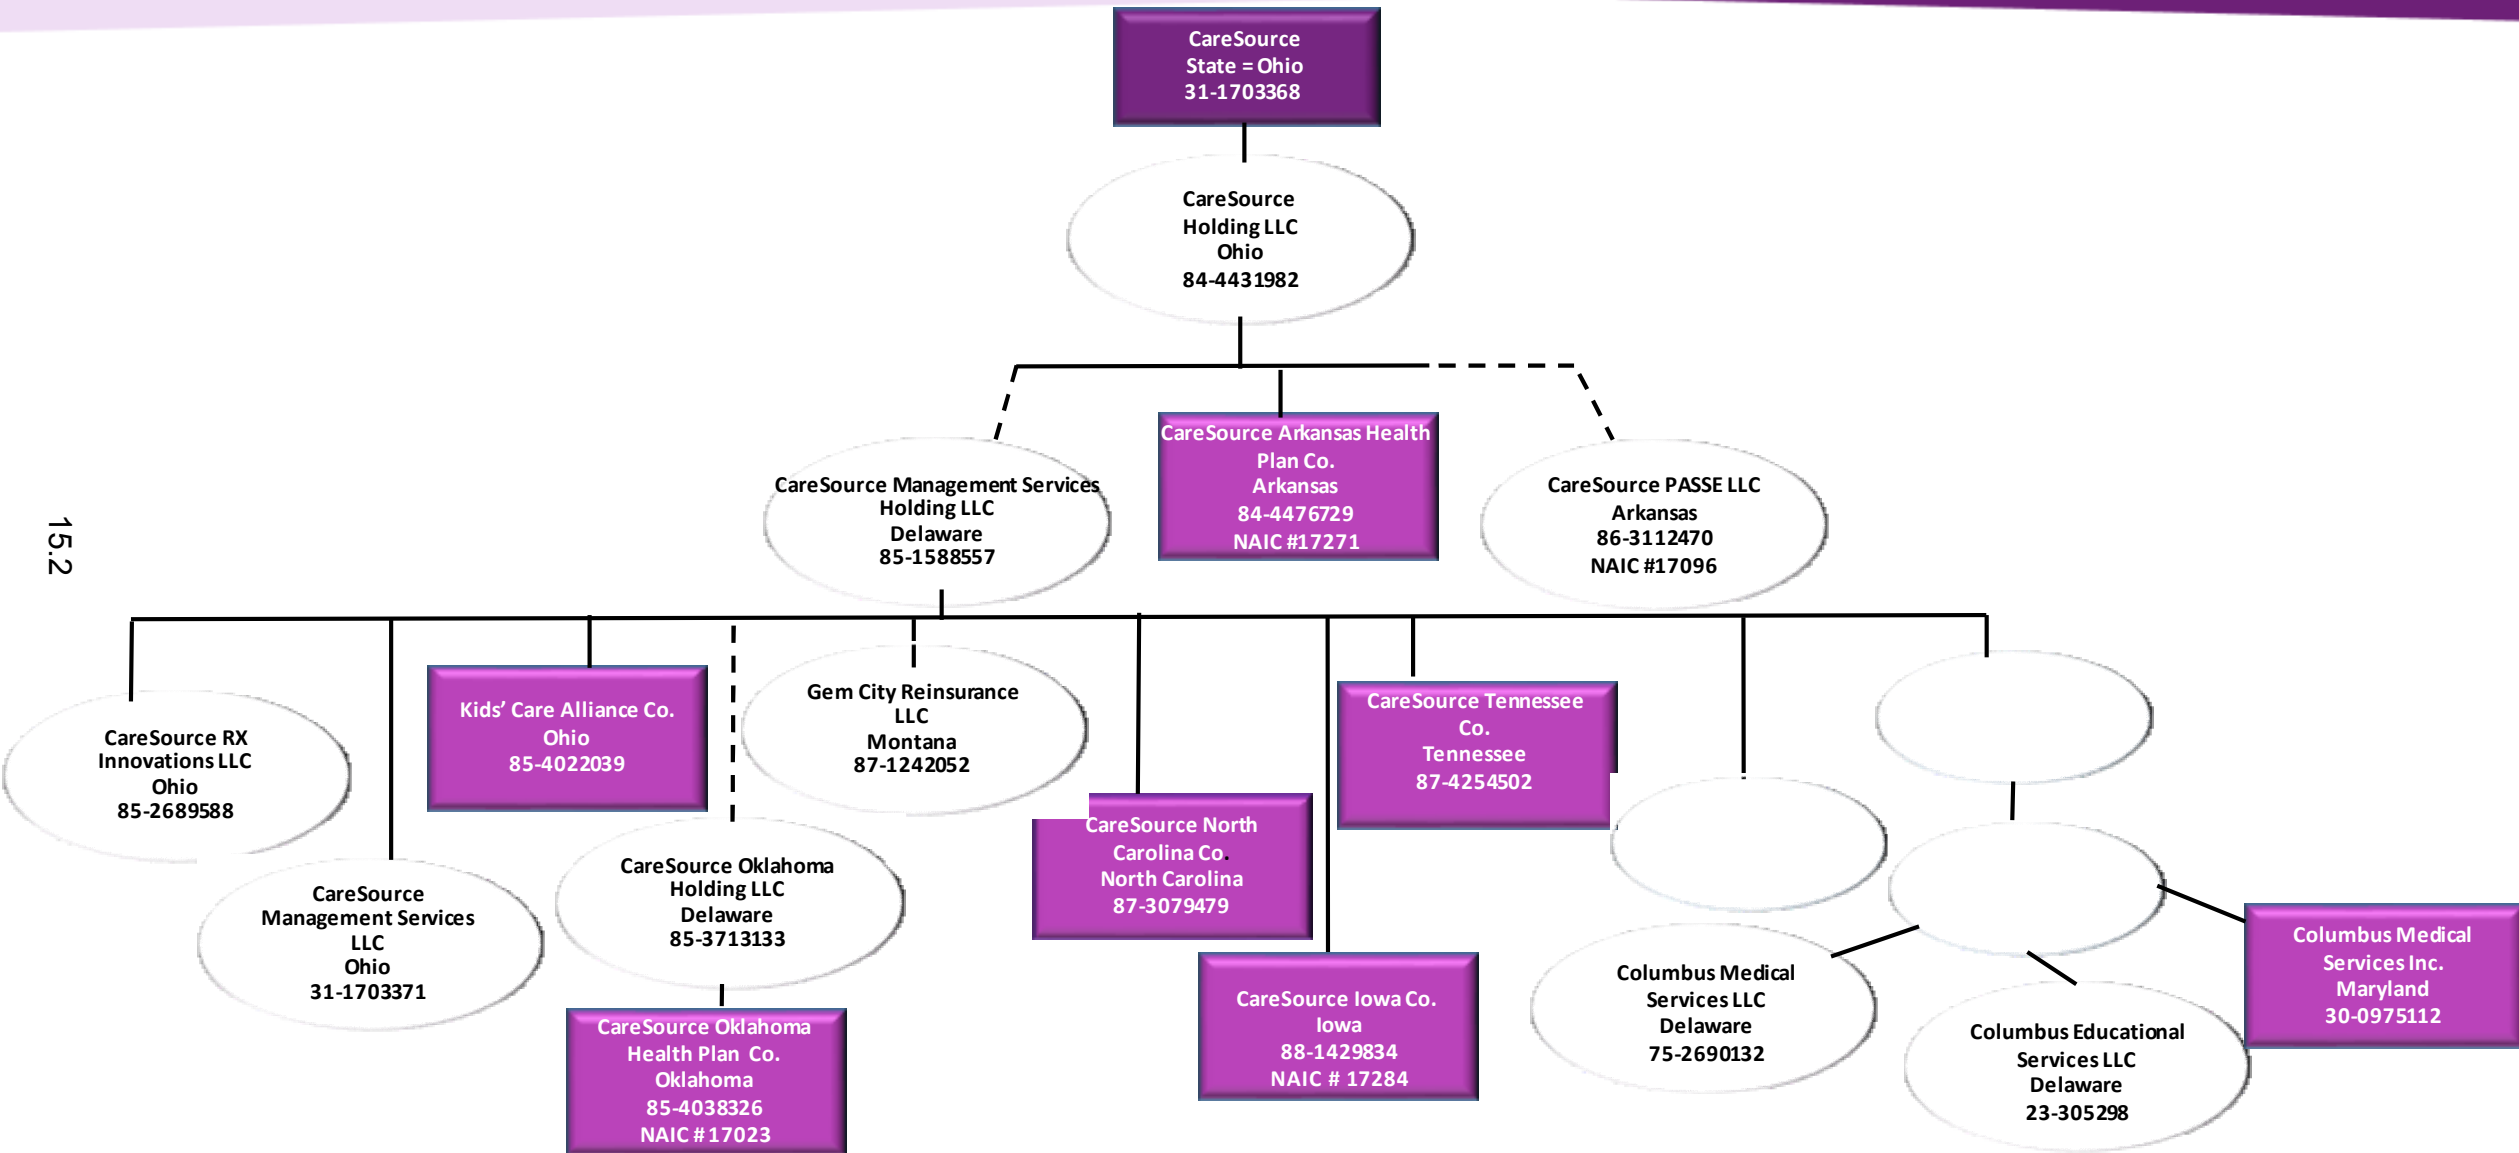 CareSource
State = Ohio
31-1703368
CareSource
Holding LLC
Ohio
84-4431982
CareSource Management Services
Holding LLC
Delaware
85-1588557
CareSource Arkansas Health
Plan Co.
Arkansas
84-4476729
NAIC #17271
CareSource PASSE LLC
Arkansas
86-3112470
NAIC #17096
15.2
CareSource RX
Innovations LLC
Ohio
85-2689588
CareSource
Management Services
LLC
Ohio
31-1703371
Kids’ Care Alliance Co.
Ohio
85-4022039
CareSource Oklahoma
Holding LLC
Delaware
85-3713133
CareSource Oklahoma
Health Plan Co.
Oklahoma
85-4038326
NAIC #17023
Gem City Reinsurance
LLC
Montana
87-1242052
CareSource North
Carolina Co.
North Carolina
87-3079479
CareSource Iowa Co.
Iowa
88-1429834
NAIC # 17284
CareSource Tennessee
Co.
Tennessee
87-4254502
Columbus Medical
Services LLC
Delaware
75-2690132
Columbus Educational
Services LLC
Delaware
23-305298
Columbus Medical
Services Inc.
Maryland
30-0975112